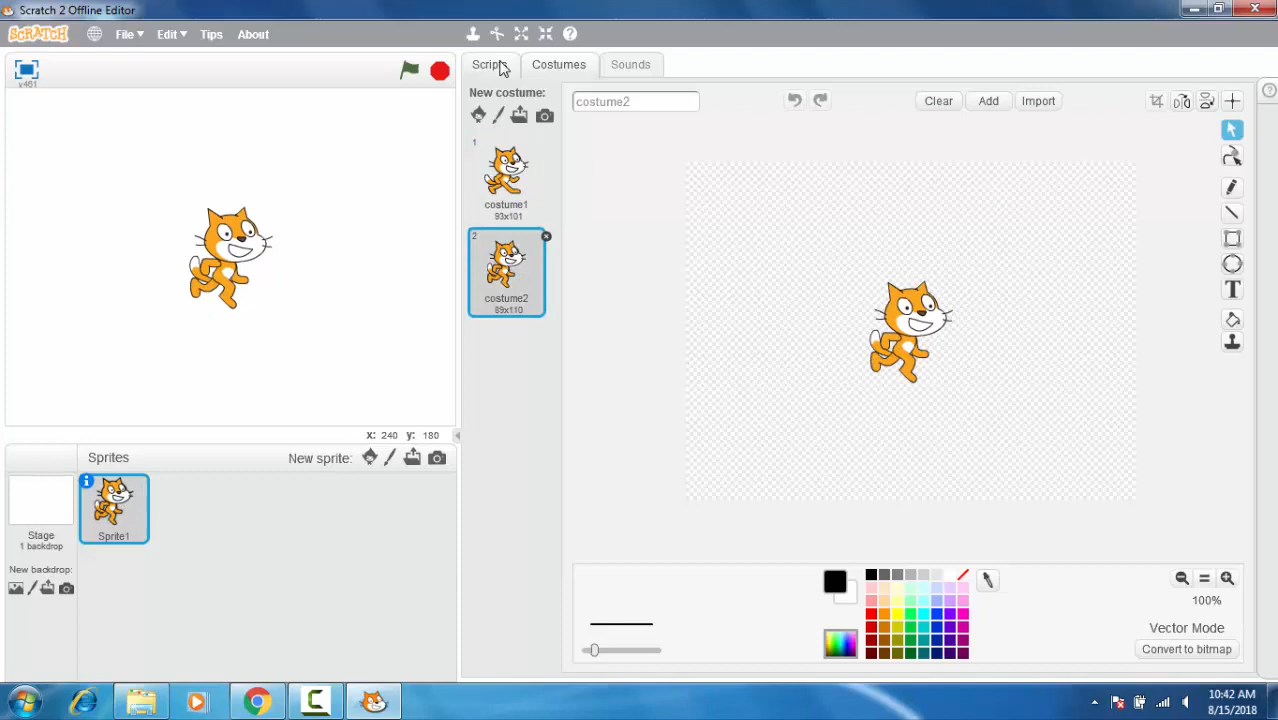 Scratch 2 Offline Editor
SCRATCH File Edit Tips About
v461
Scripts Costumes Sounds
New costume:
costume2
Clear Add Import
1
costume1
93x101
2
costume2
89x110
x: 240 y: 180
Sprites New sprite:
Stage
1 backdrop
Sprite1
New backdrop:
T
100%
Vector Mode
Convert to bitmap
10:42 AM
8/15/2018